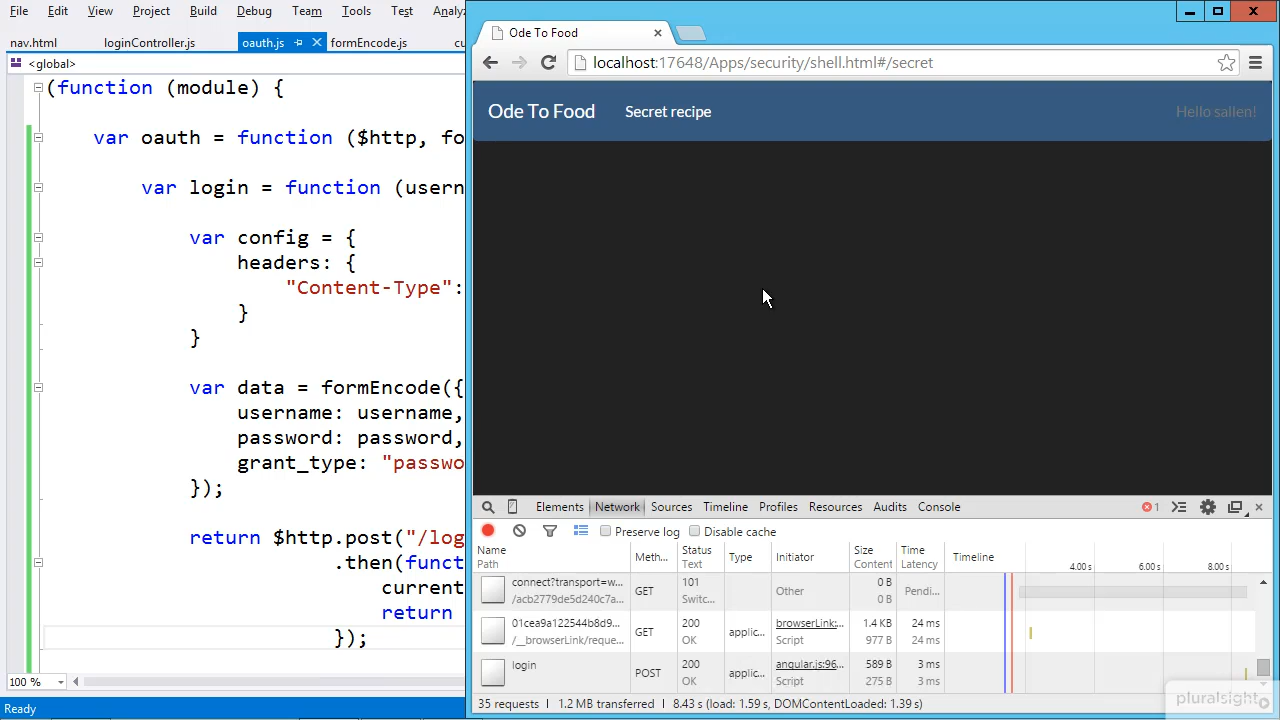 File Edit View Project Build Debug Team Tools Test Analyz
nav.html loginController.js oauth.js formEncode.js cu
<global>
(function (module) {
var oauth = function ($http, fo
var login = function (usern
var config = {
headers: {
"Content-Type":
}
}
var data = formEncode({
username: username,
password: password,
grant_type: "passwo
});
return $http.post("/log
.then(funct
current
return
});
100 %
Ready
Ode To Food
localhost:17648/Apps/security/shell.html#/secret
Ode To Food Secret recipe Hello sallen!
Elements Network Sources Timeline Profiles Resources Audits Console 1
Preserve log Disable cache
Name Path Methe... Status Text Type Initiator Size Content Time Latency Timeline 4.00 s 6.00 s 8.00 s
connect?transport=w... GET 101 Other 0 B Pendi...
/acb2779de5d240c7a... Switc... 0 B
01cea9a122544b8d9... GET 200 applic... browserLink:... 1.4 KB 24 ms
/__browserLink/reque... OK Script 977 B 24 ms
login POST 200 applic... angular.js:96... 589 B 3 ms
OK Script 275 B 3 ms
35 requests | 1.2 MB transferred | 8.43 s (load: 1.59 s, DOMContentLoaded: 1.39 s)
pluralsight